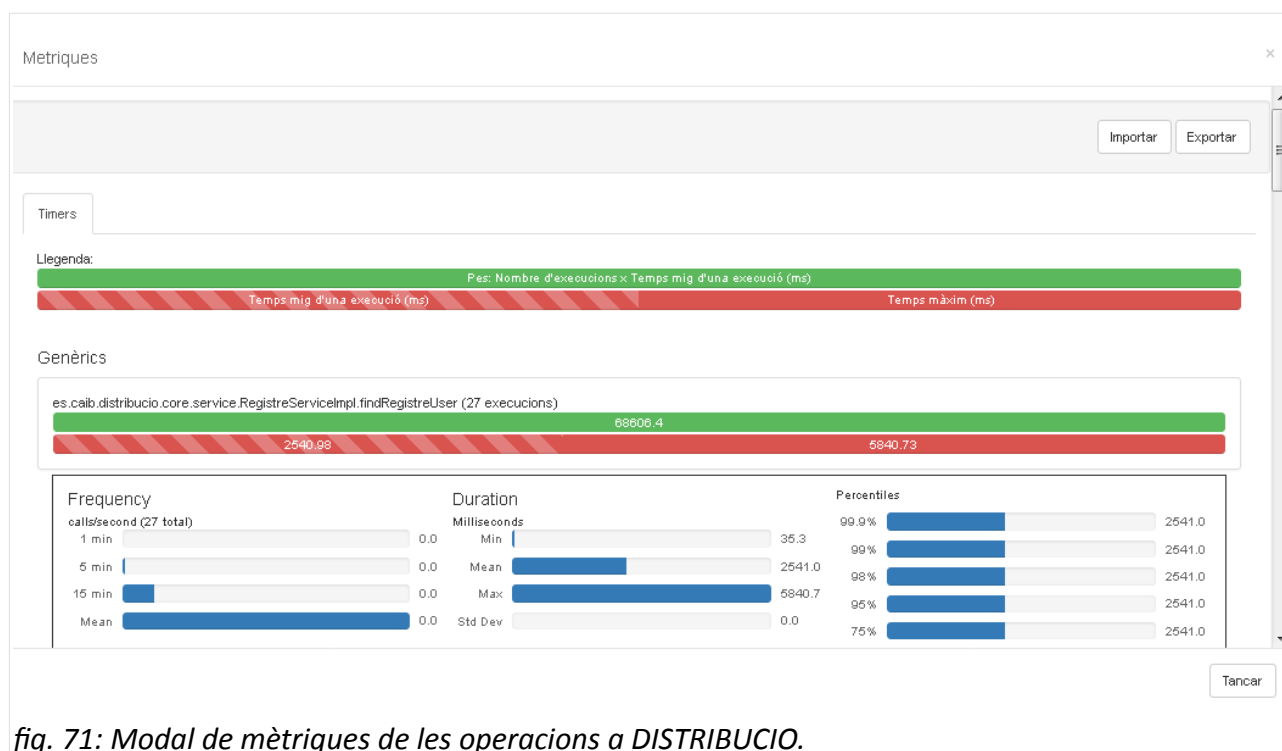 Metriques
×
Importar Exportar
Timers
Llegenda:
Pes: Nombre d'execucions x Temps mig d'una execució (ms)
Temps mig d'una execució (ms) Temps màxim (ms)
Genèrics
es.caib.distribucio.core.service.RegistreServiceImpl.findRegistreUser (27 execucions)
68606.4
2540.98 5840.73
Frequency
calls/second (27 total)
1 min 0.0
5 min 0.0
15 min 0.0
Mean 0.0
Duration
Milliseconds
Min 35.3
Mean 2541.0
Max 5840.7
Std Dev 0.0
Percentiles
99.9% 2541.0
99% 2541.0
98% 2541.0
95% 2541.0
75% 2541.0
Tancar
fig. 71: Modal de mètriques de les operacions a DISTRIBUCIO.